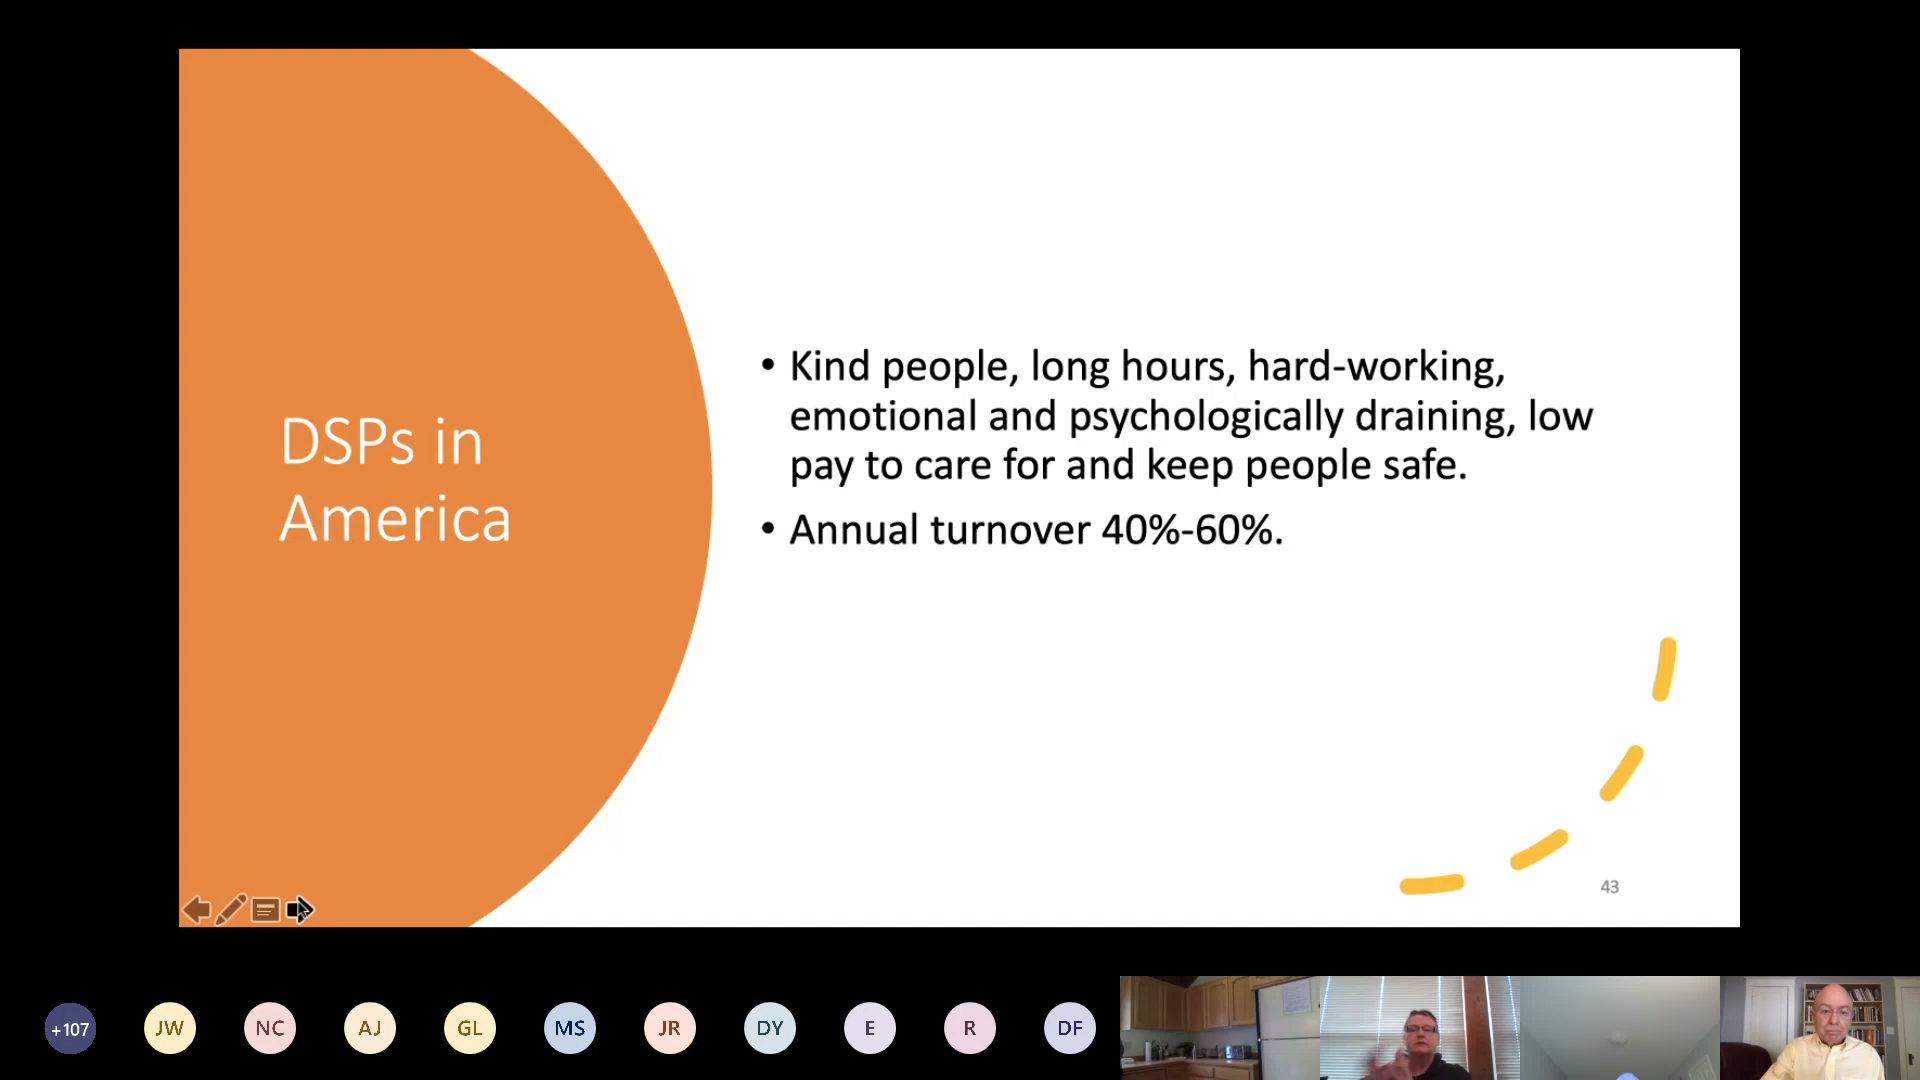 DSPs in
America
• Kind people, long hours, hard-working,
emotional and psychologically draining, low
pay to care for and keep people safe.
• Annual turnover 40%-60%.
43
+107
JW
NC
AJ
GL
MS
JR
DY
E
R
DF